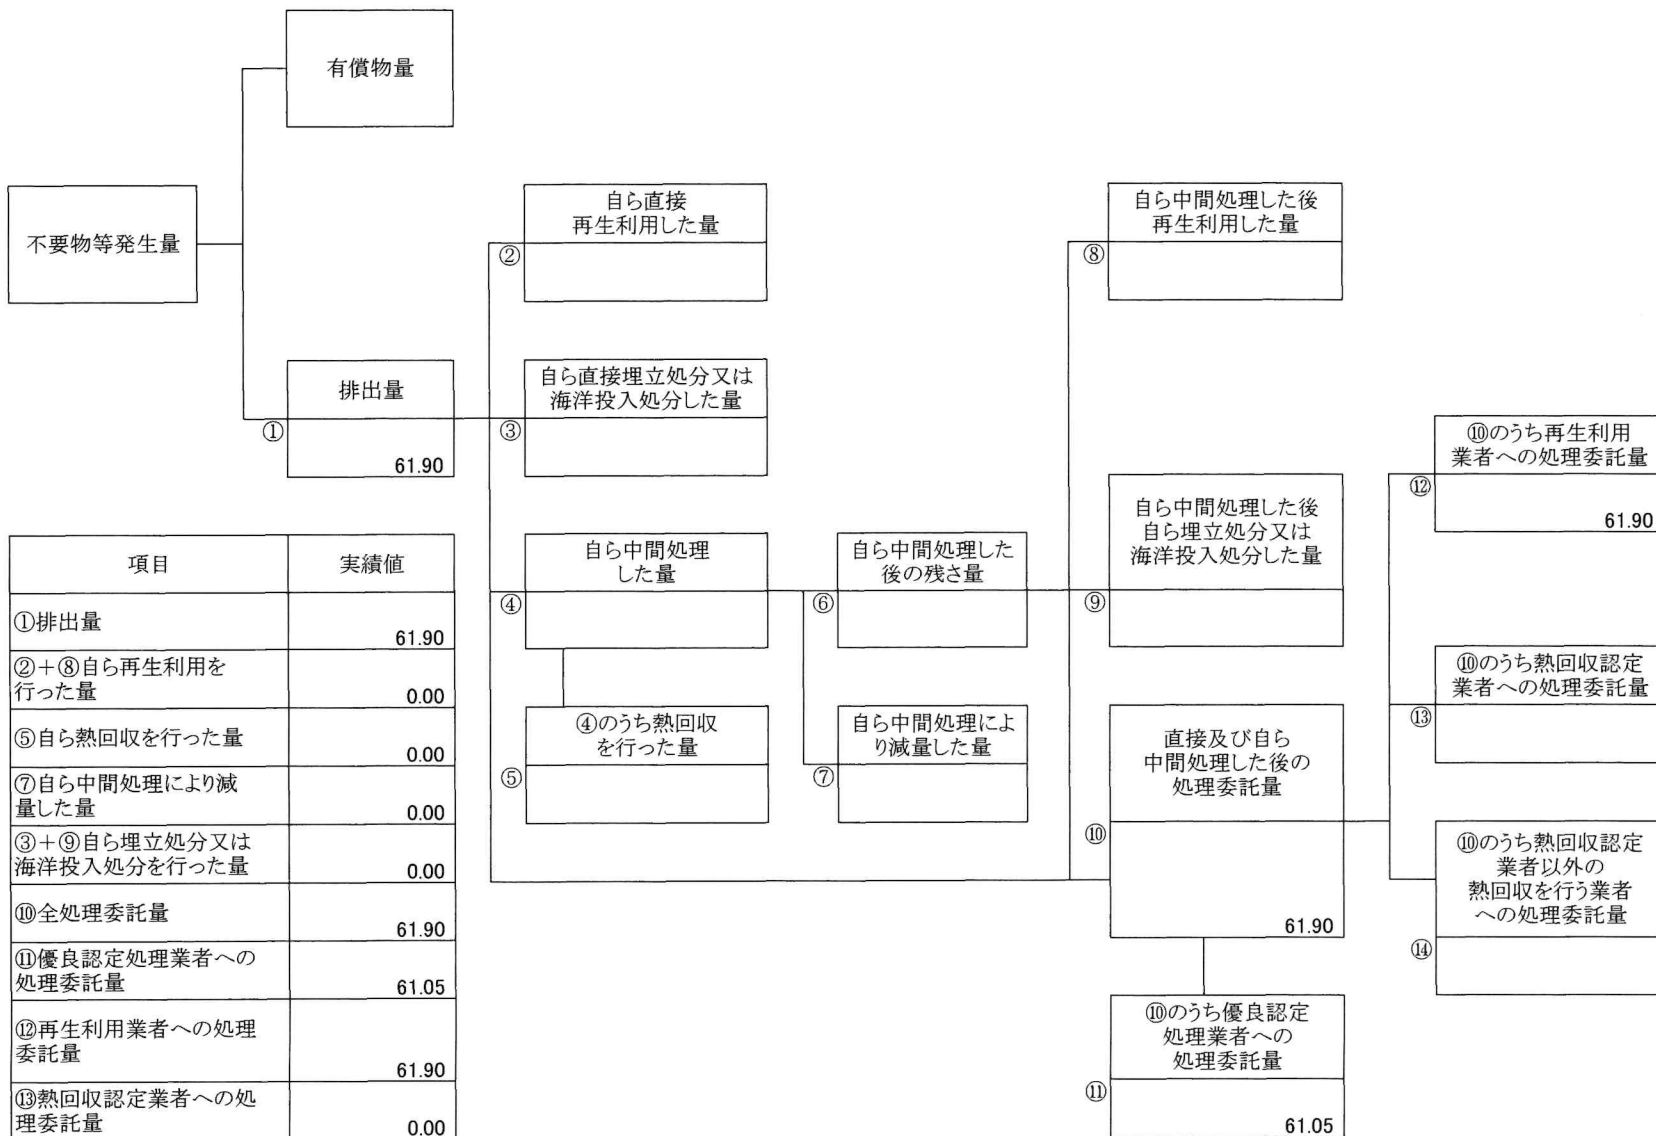 有償物量
不要物等発生量
排出量
①
61.90
自ら直接
再生利用した量
②
自ら直接埋立処分又は
海洋投入処分した量
③
自ら中間処理
した量
④
④のうち熱回収
を行った量
⑤
自ら中間処理した
後の残さ量
⑥
自ら中間処理によ
り減量した量
⑦
自ら中間処理した後
再生利用した量
⑧
自ら中間処理した後
自ら埋立処分又は
海洋投入処分した量
⑨
直接及び自ら
中間処理した後の
処理委託量
⑩
61.90
⑩のうち優良認定
処理業者への
処理委託量
⑪
61.05
⑩のうち再生利用
業者への処理委託量
⑫
61.90
⑩のうち熱回収認定
業者への処理委託量
⑬
⑩のうち熱回収認定
業者以外の
熱回収を行う業者
への処理委託量
⑭
項目 実績値
①排出量
61.90
②+⑧自ら再生利用を
行った量
0.00
⑤自ら熱回収を行った量
0.00
⑦自ら中間処理により減
量した量
0.00
③+⑨自ら埋立処分又は
海洋投入処分を行った量
0.00
⑩全処理委託量
61.90
⑪優良認定処理業者への
処理委託量
61.05
⑫再生利用業者への処理
委託量
61.90
⑬熱回収認定業者への処
理委託量
0.00